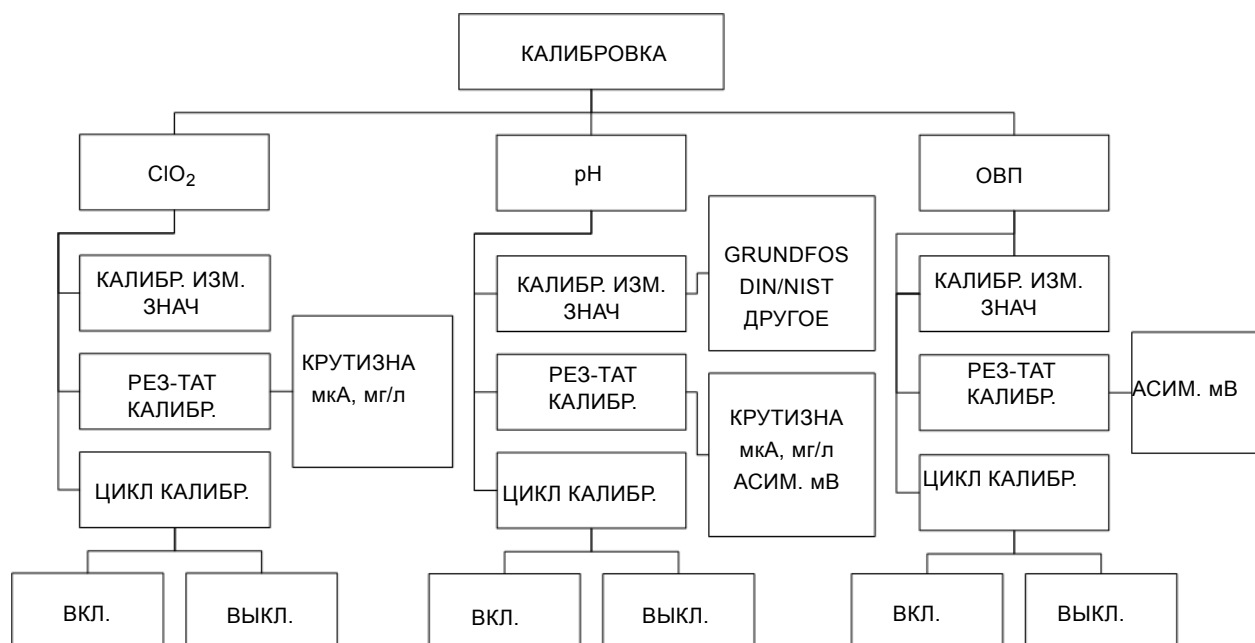 КАЛИБРОВКА
ClO₂
pH
ОВП
КАЛИБР. ИЗМ.
ЗНАЧ
РЕЗ-ТАТ
КАЛИБР.
КРУТИЗНА
мкА, мг/л
ЦИКЛ КАЛИБР.
ВКЛ.
ВЫКЛ.
КАЛИБР. ИЗМ.
ЗНАЧ
GRUNDFOS
DIN/NIST
ДРУГОЕ
РЕЗ-ТАТ
КАЛИБР.
КРУТИЗНА
мкА, мг/л
АСИМ. мВ
ЦИКЛ КАЛИБР.
ВКЛ.
ВЫКЛ.
КАЛИБР. ИЗМ.
ЗНАЧ
РЕЗ-ТАТ
КАЛИБР.
АСИМ. мВ
ЦИКЛ КАЛИБР.
ВКЛ.
ВЫКЛ.